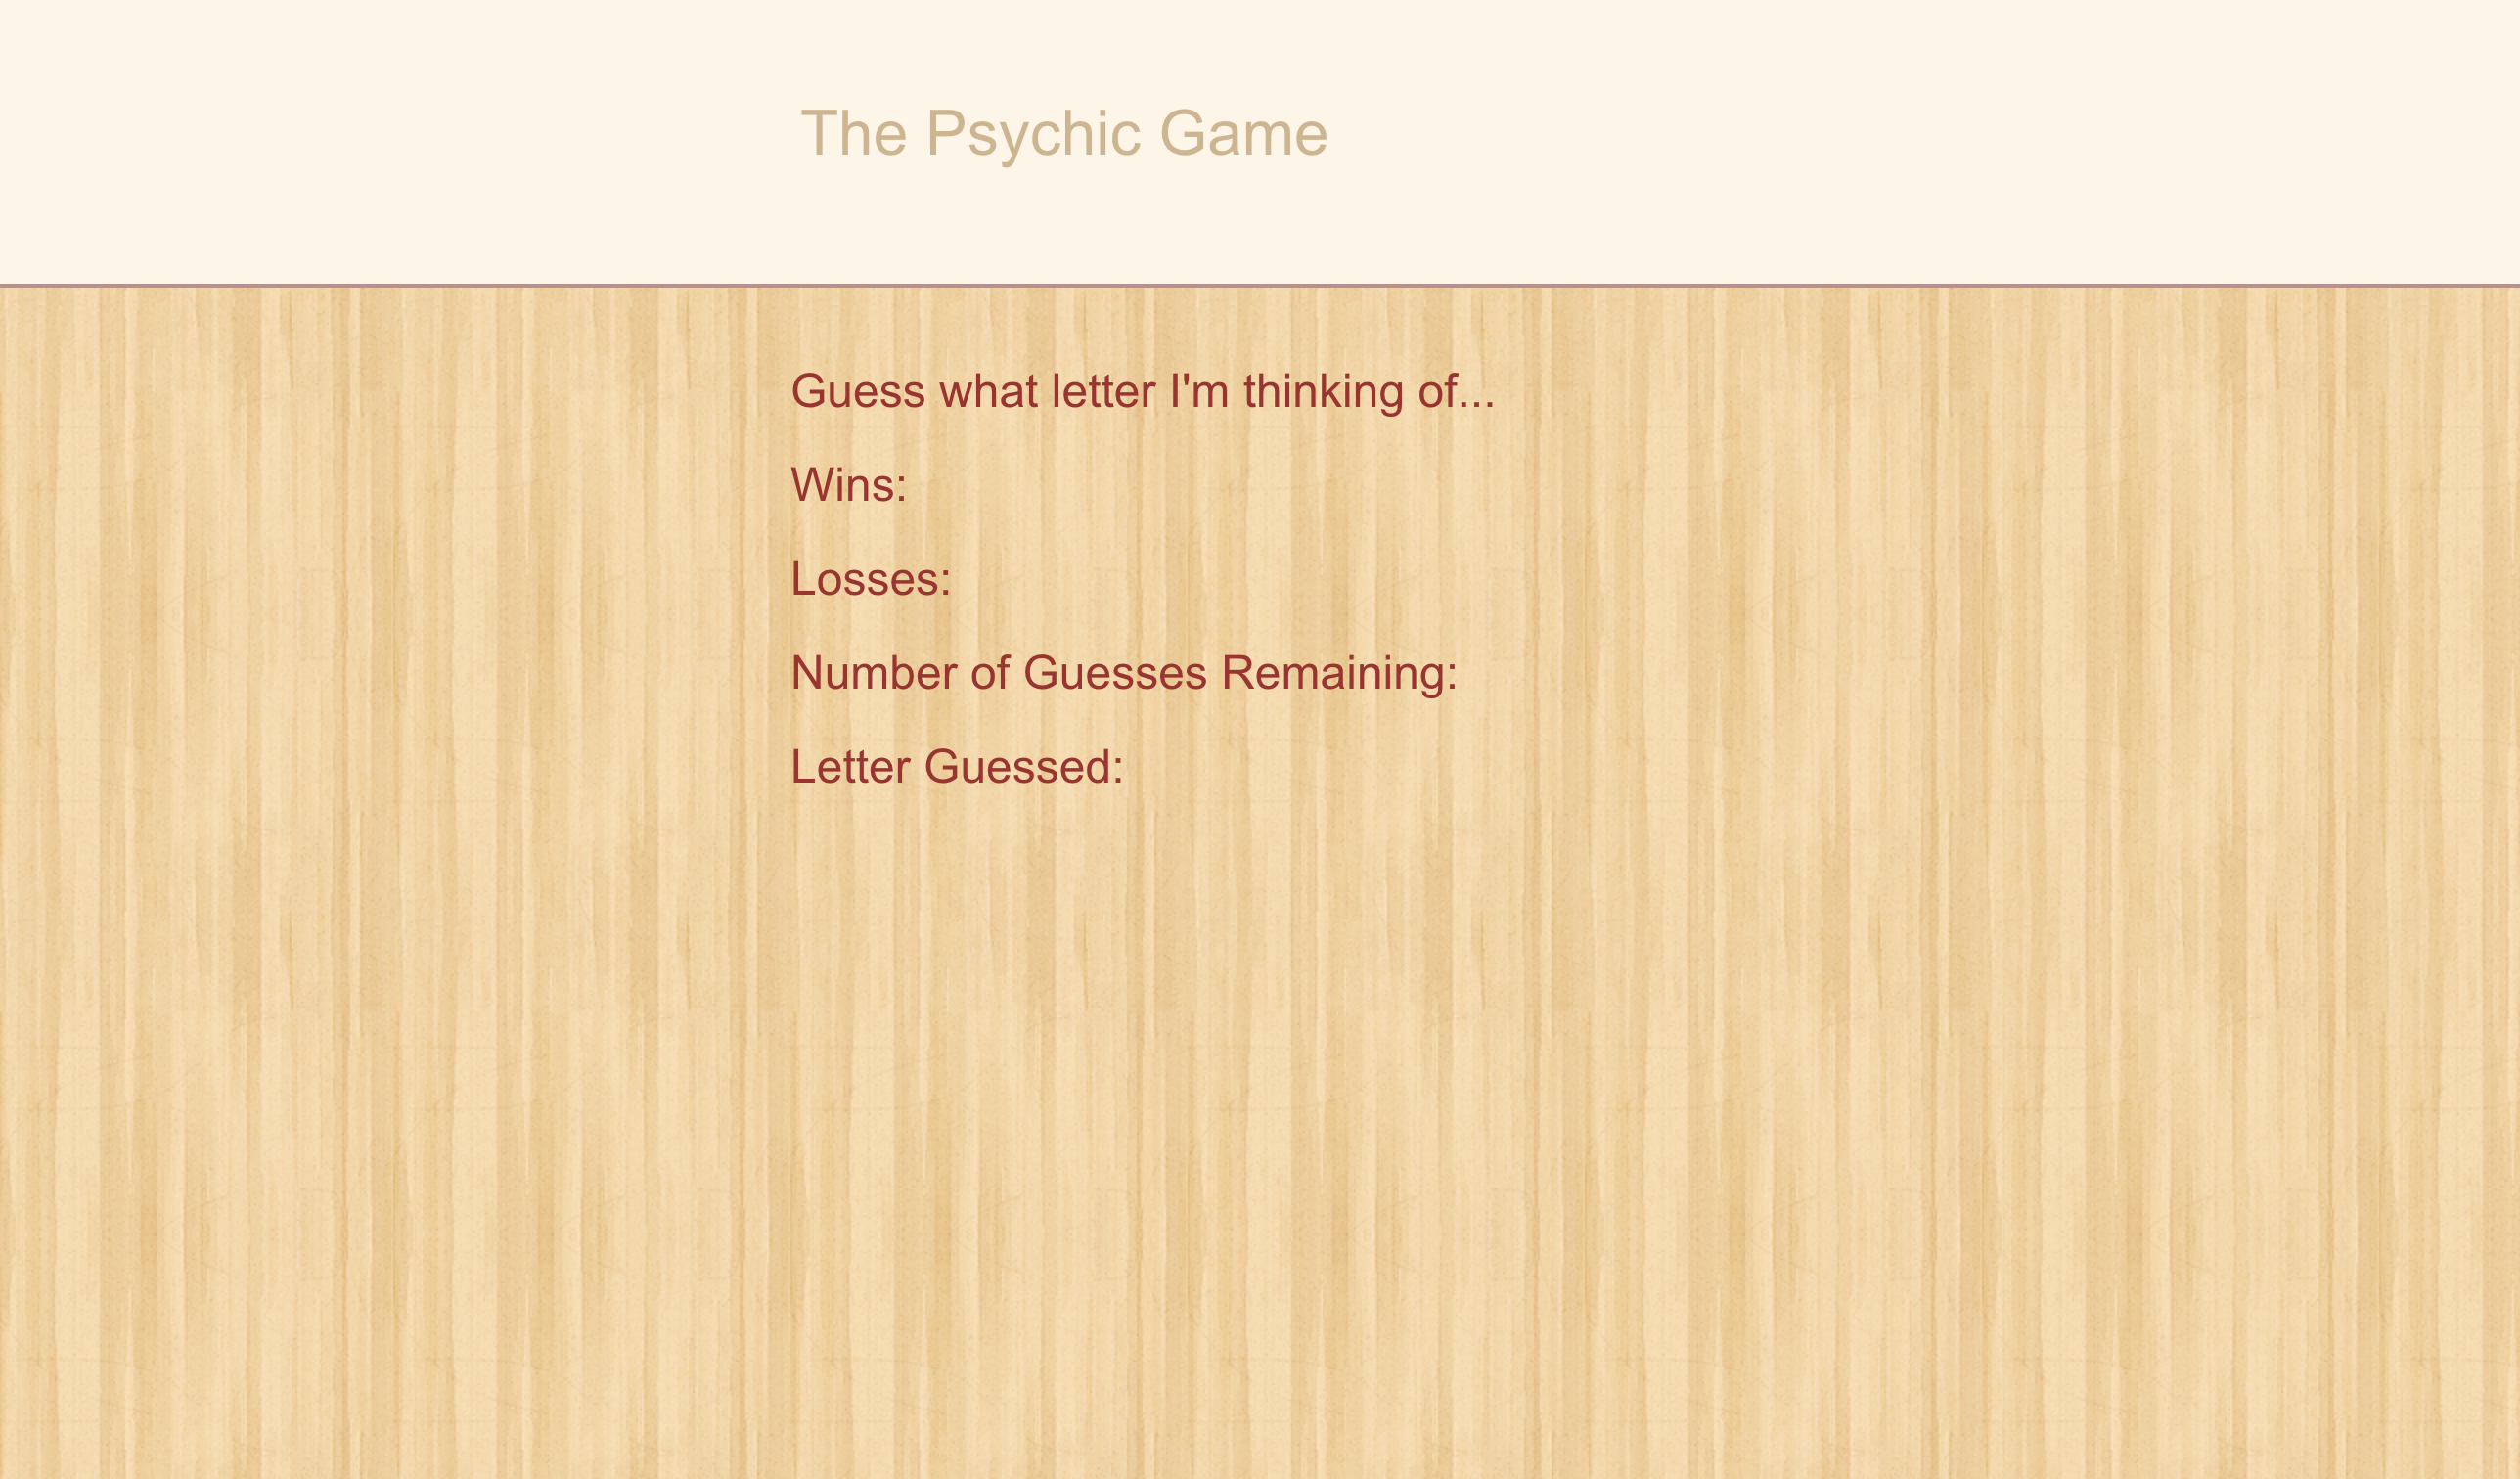 The Psychic Game
Guess what letter I'm thinking of...
Wins:
Losses:
Number of Guesses Remaining:
Letter Guessed: